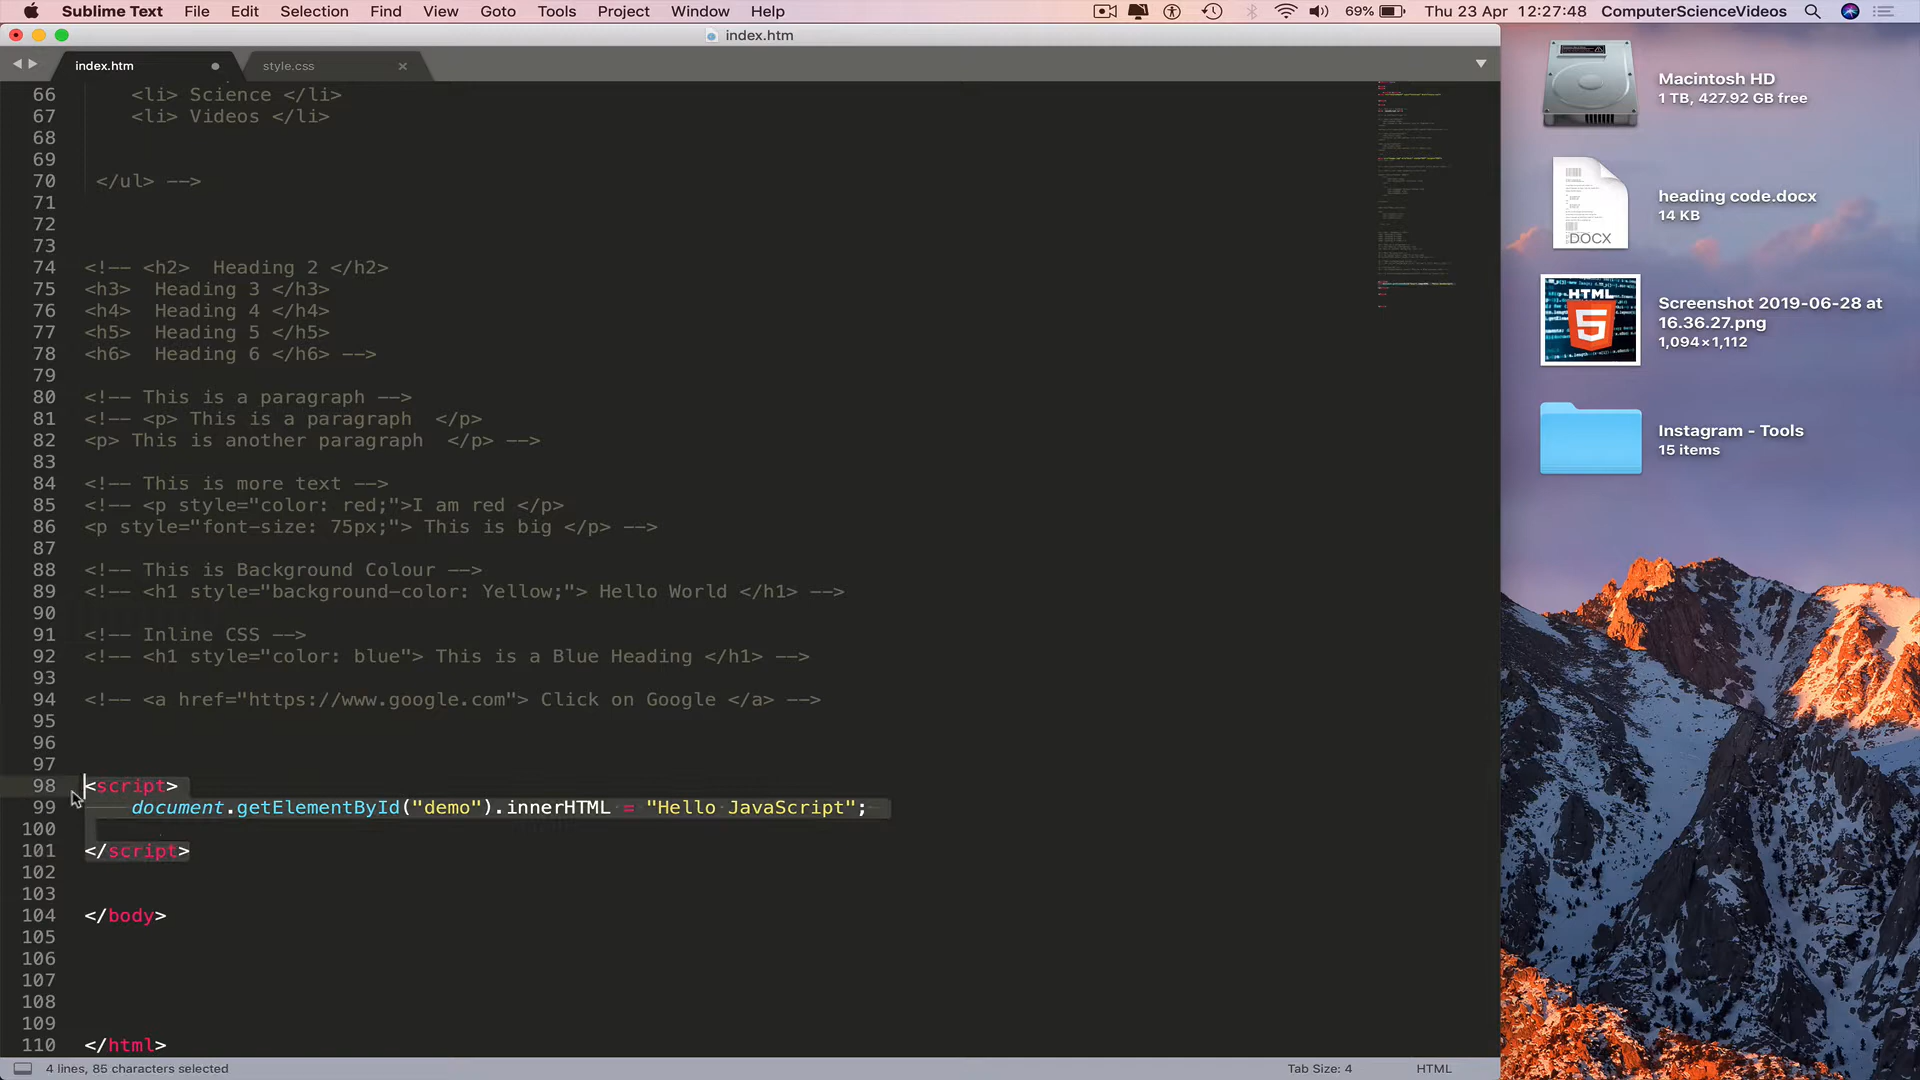 Sublime Text File Edit Selection Find View Goto Tools Project Window Help 69% Thu 23 Apr 12:27:48 ComputerScienceVideos
index.htm
index.htm style.css
66 <li> Science </li>
67 <li> Videos </li>
68
69
70 </ul> -->
71
72
73
74 <!-- <h2>  Heading 2 </h2>
75 <h3>  Heading 3 </h3>
76 <h4>  Heading 4 </h4>
77 <h5>  Heading 5 </h5>
78 <h6>  Heading 6 </h6> -->
79
80 <!-- This is a paragraph -->
81 <!-- <p> This is a paragraph  </p>
82 <p> This is another paragraph  </p> -->
83
84 <!-- This is more text -->
85 <!-- <p style="color: red;">I am red </p>
86 <p style="font-size: 75px;"> This is big </p> -->
87
88 <!-- This is Background Colour -->
89 <!-- <h1 style="background-color: Yellow;"> Hello World </h1> -->
90
91 <!-- Inline CSS -->
92 <!-- <h1 style="color: blue"> This is a Blue Heading </h1> -->
93
94 <!-- <a href="https://www.google.com"> Click on Google </a> -->
95
96
97
98 <script>
99 document.getElementById("demo").innerHTML = "Hello JavaScript";
100
101 </script>
102
103
104 </body>
105
106
107
108
109
110 </html>
4 lines, 85 characters selected Tab Size: 4 HTML
Macintosh HD
1 TB, 427.92 GB free
heading code.docx
14 KB
DOCX
HTML
5
Screenshot 2019-06-28 at
16.36.27.png
1,094×1,112
Instagram - Tools
15 items